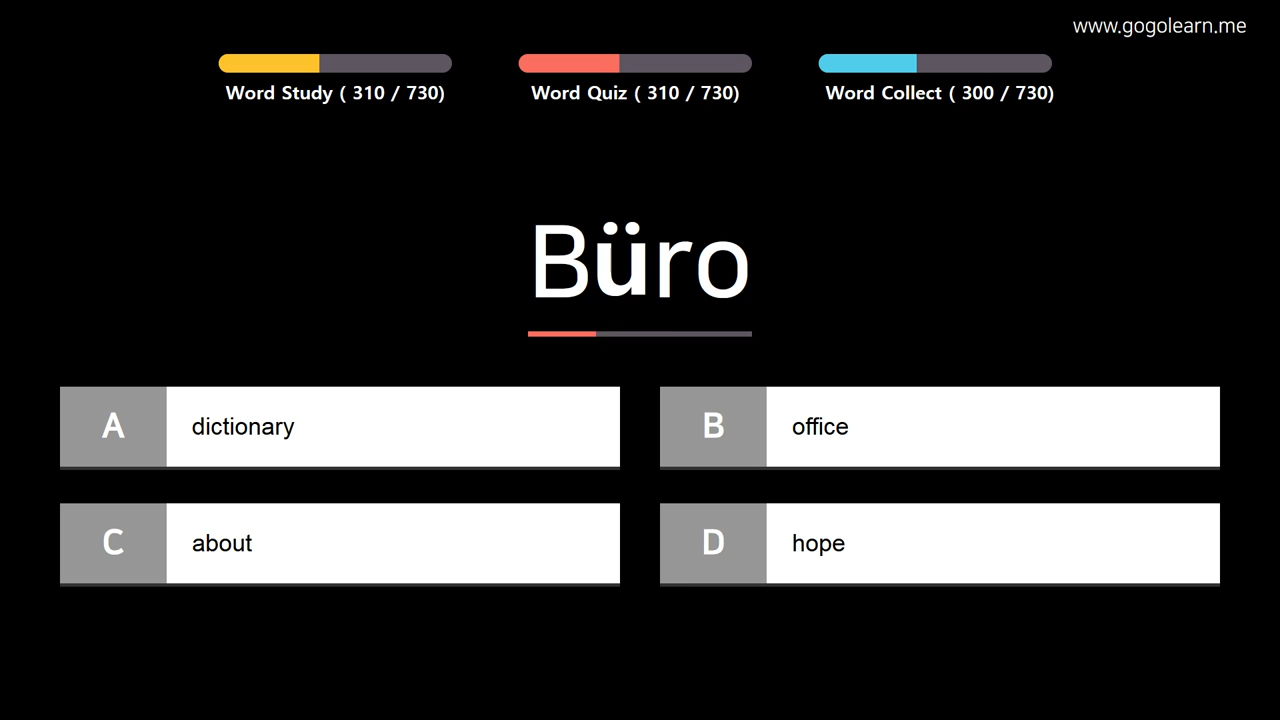 www.gogolearn.me
Word Study ( 310 / 730)
Word Quiz ( 310 / 730)
Word Collect ( 300 / 730)
Büro
A dictionary
B office
C about
D hope